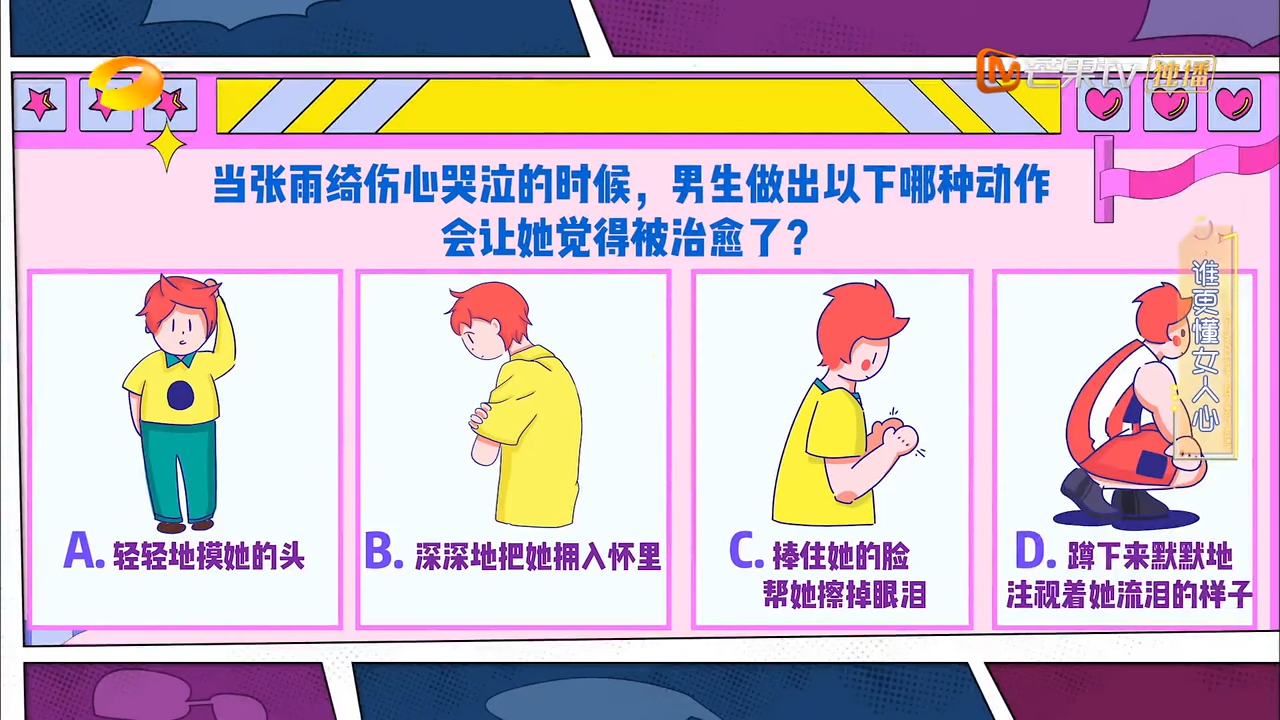 芒果TV 独播
当张雨绮伤心哭泣的时候，男生做出以下哪种动作
会让她觉得被治愈了？
谁更懂女人心
A. 轻轻地摸她的头
B. 深深地把她拥入怀里
C. 捧住她的脸
帮她擦掉眼泪
D. 蹲下来默默地
注视着她流泪的样子